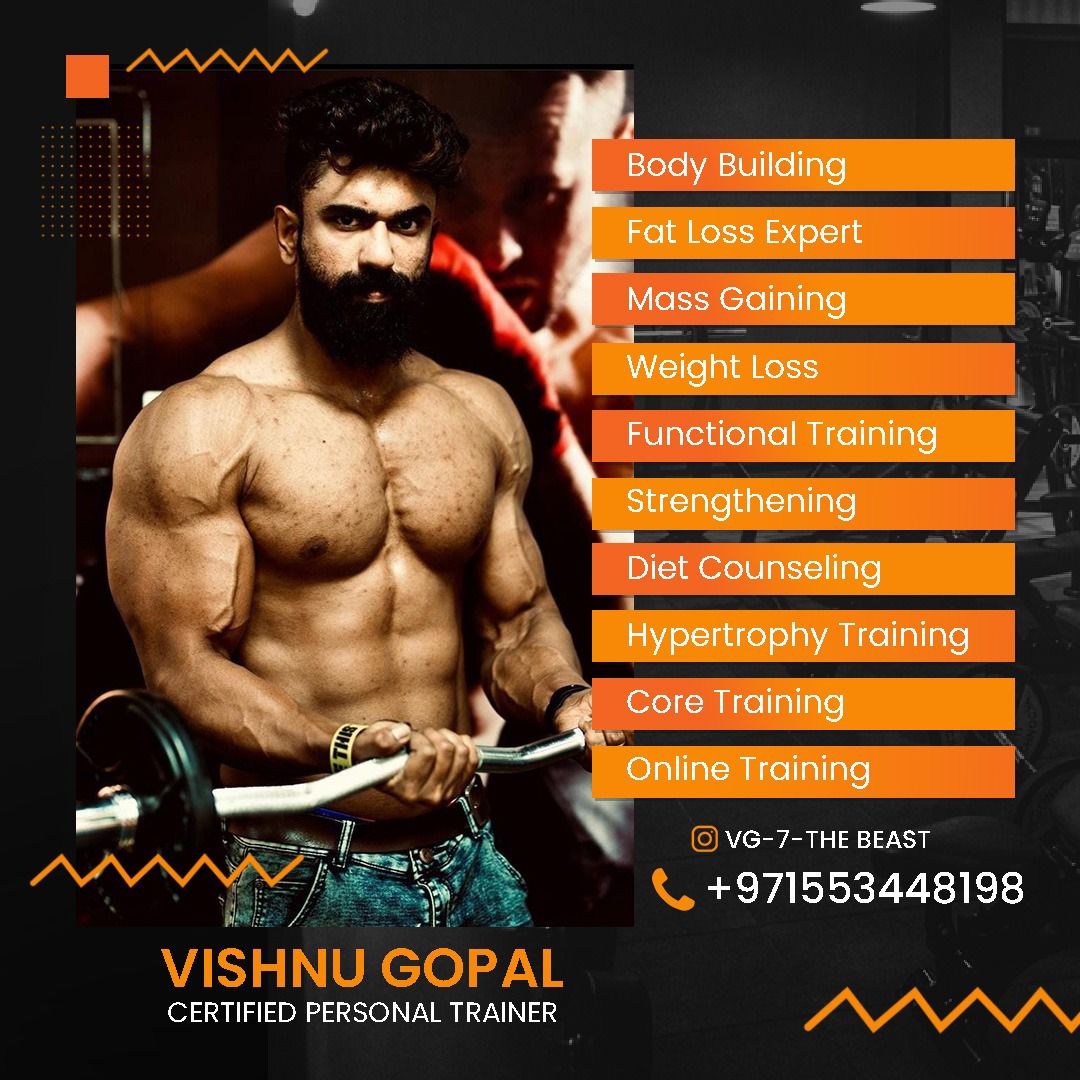 Body Building
Fat Loss Expert
Mass Gaining
Weight Loss
Functional Training
Strengthening
Diet Counseling
Hypertrophy Training
Core Training
Online Training
VG-7-THE BEAST
+971553448198
VISHNU GOPAL
CERTIFIED PERSONAL TRAINER